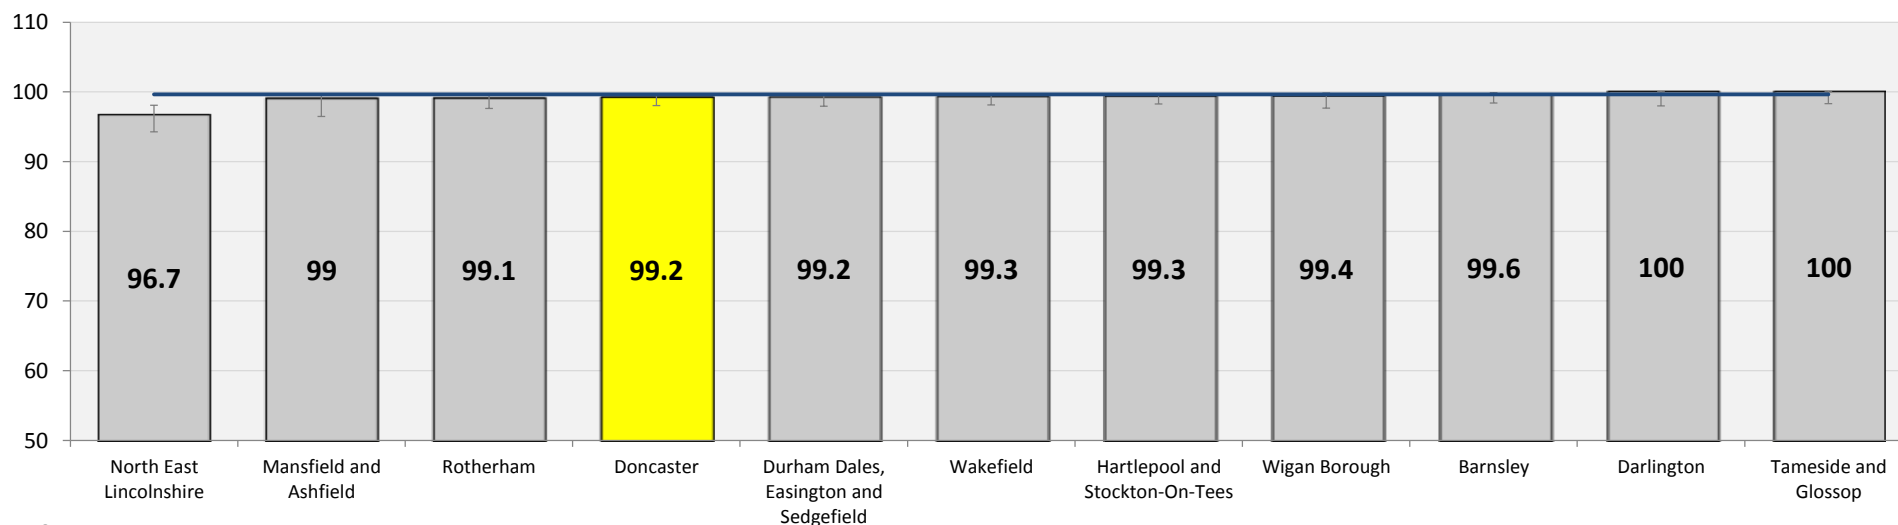 110
100
90
80
70
60
50
96.7
99
99.1
99.2
99.2
99.3
99.3
99.4
99.6
100
100
North East
Lincolnshire
Mansfield and
Ashfield
Rotherham
Doncaster
Durham Dales,
Easington and
Sedgefield
Wakefield
Hartlepool and
Stockton-On-Tees
Wigan Borough
Barnsley
Darlington
Tameside and
Glossop